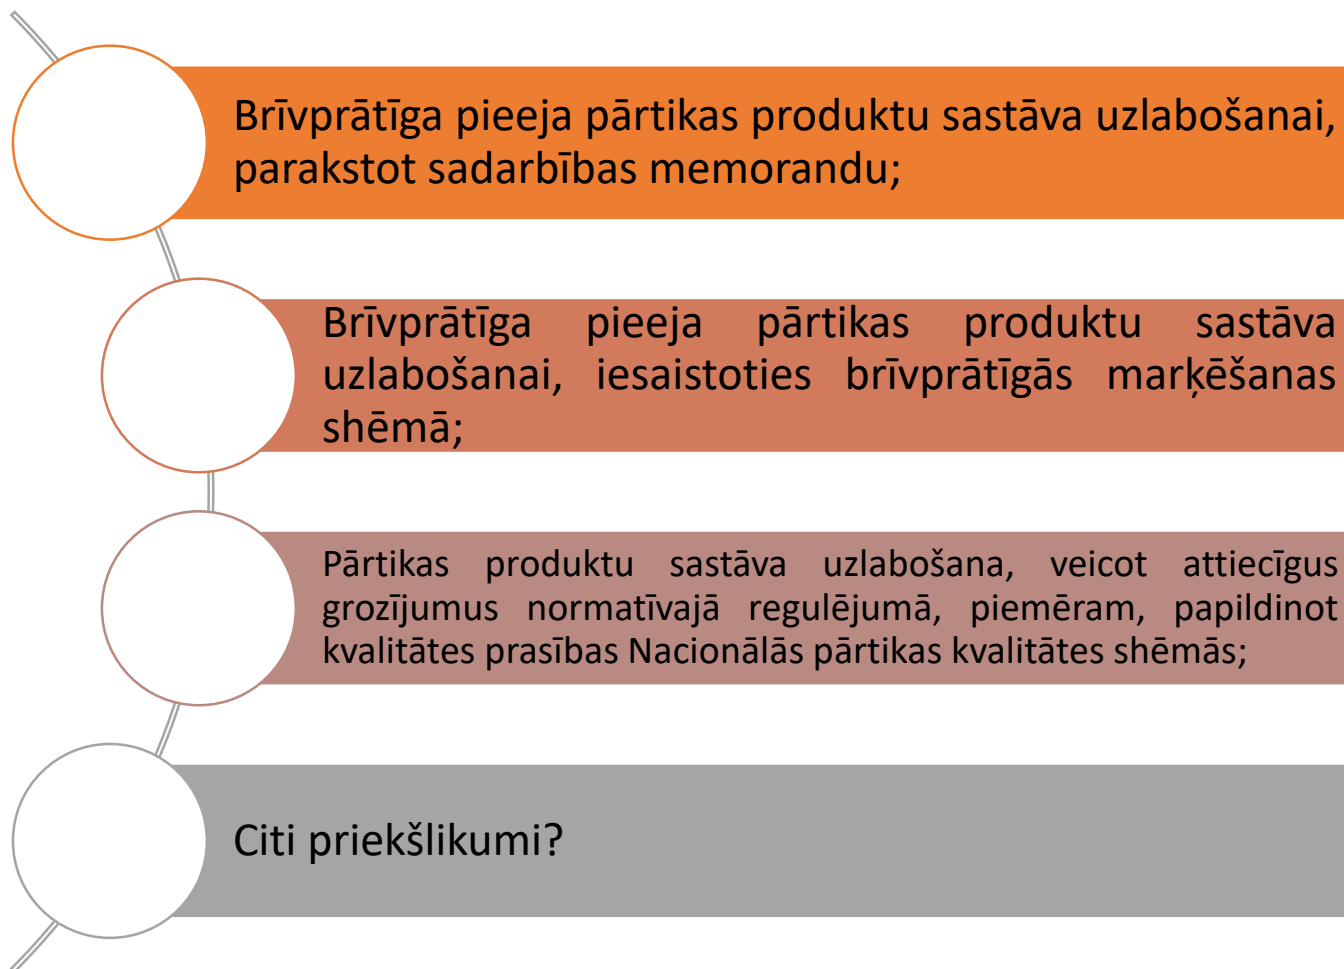 Brīvprātīga pieeja pārtikas produktu sastāva uzlabošanai,
parakstot sadarbības memorandu;
Brīvprātīga pieeja pārtikas produktu sastāva
uzlabošanai, iesaistoties brīvprātīgās marķēšanas
shēmā;
Pārtikas produktu sastāva uzlabošana, veicot attiecīgus
grozījumus normatīvajā regulējumā, piemēram, papildinot
kvalitātes prasības Nacionālās pārtikas kvalitātes shēmās;
Citi priekšlikumi?